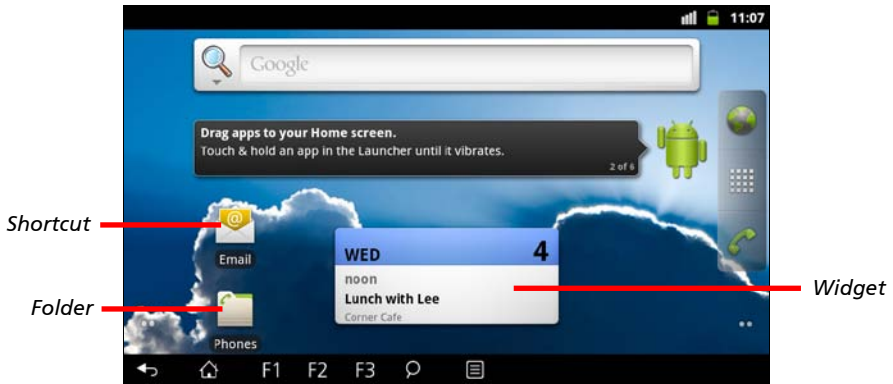 11:07
Google
Drag apps to your Home screen.
Touch & hold an app in the Launcher until it vibrates.
2 of 6
Shortcut
@
Email
WED 4
noon
Lunch with Lee
Corner Cafe
Widget
Folder
Phones
F1 F2 F3